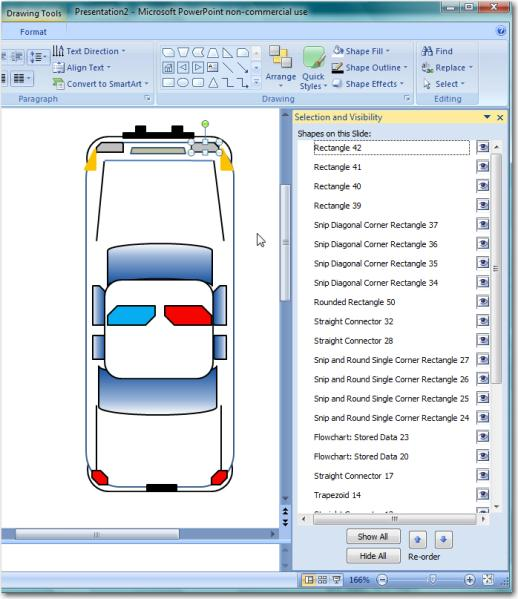 Drawing Tools Presentation2 - Microsoft PowerPoint non-commercial use
Format
Text Direction
Align Text
Convert to SmartArt
Paragraph
Arrange
Quick
Styles
Shape Fill
Shape Outline
Shape Effects
Drawing
Find
Replace
Select
Editing
Selection and Visibility
Shapes on this Slide:
Rectangle 42
Rectangle 41
Rectangle 40
Rectangle 39
Snip Diagonal Corner Rectangle 37
Snip Diagonal Corner Rectangle 36
Snip Diagonal Corner Rectangle 35
Snip Diagonal Corner Rectangle 34
Rounded Rectangle 50
Straight Connector 32
Straight Connector 28
Snip and Round Single Corner Rectangle 27
Snip and Round Single Corner Rectangle 26
Snip and Round Single Corner Rectangle 25
Snip and Round Single Corner Rectangle 24
Flowchart: Stored Data 23
Flowchart: Stored Data 20
Straight Connector 17
Trapezoid 14
Show All
Hide All
Re-order
166%